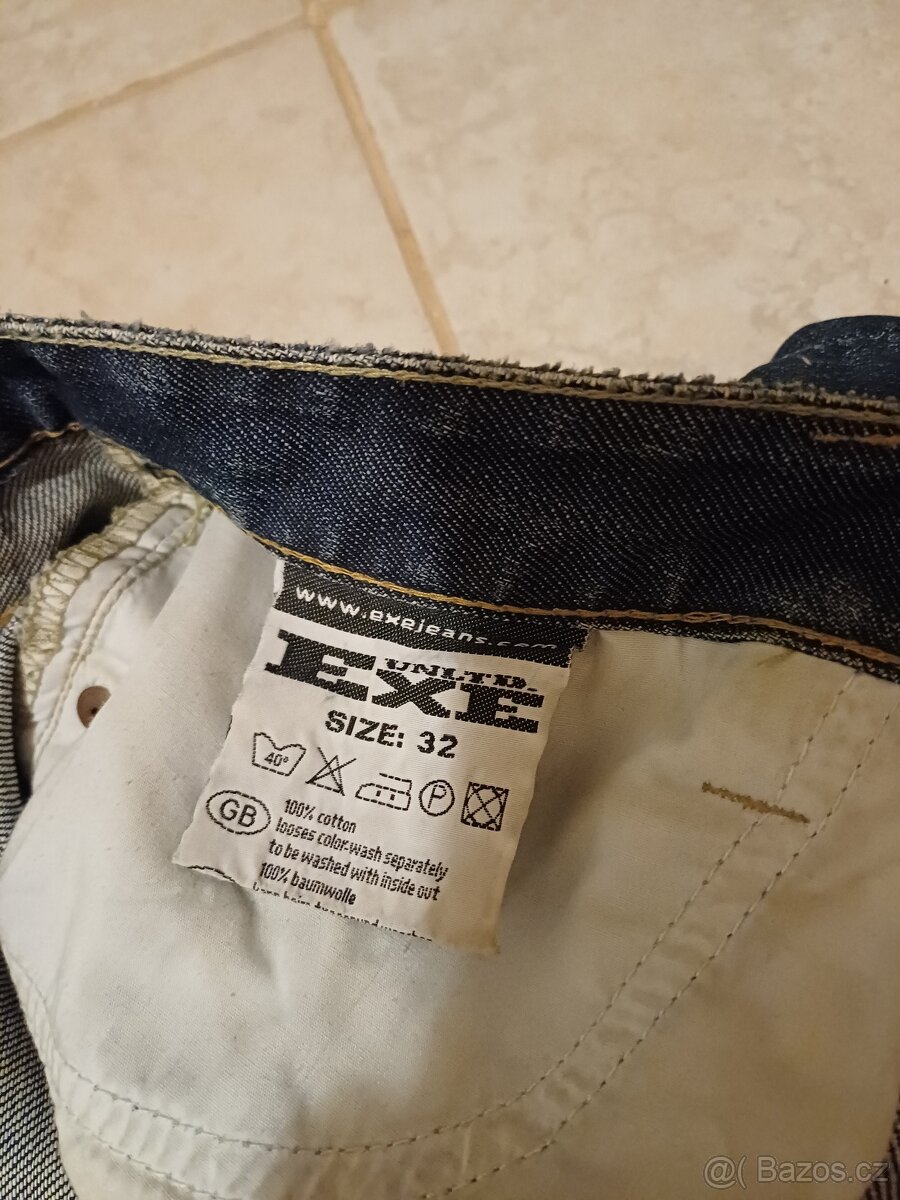 www.exejeans.com
UNLTD.
EXE
SIZE: 32
40°
P
GB
100% cotton
looses color-wash separately
to be washed with inside out
100% baumwolle
@( Bazos.cz